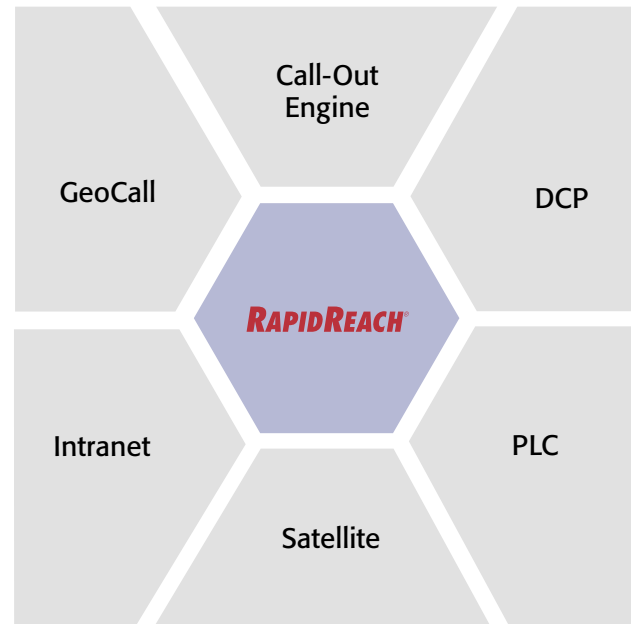 Call-Out
Engine
GeoCall
DCP
RAPIDREACH®
Intranet
PLC
Satellite